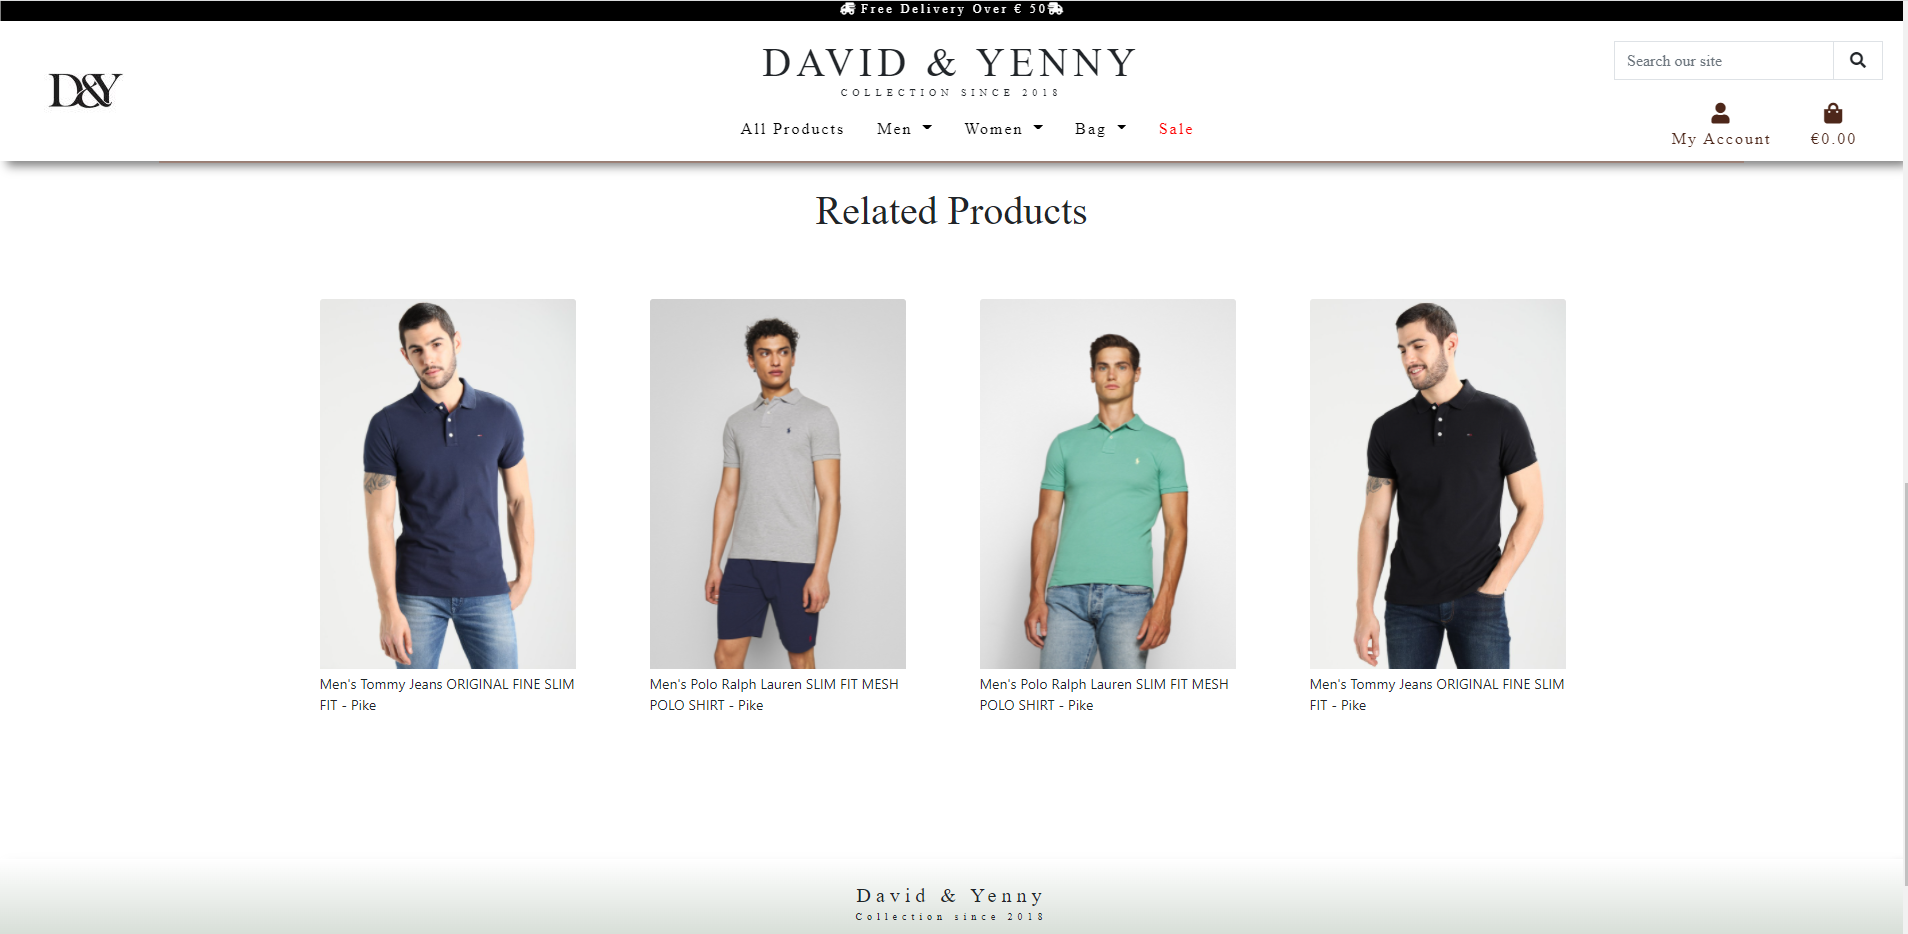 Free Delivery Over € 50
D&Y
DAVID & YENNY
COLLECTION SINCE 2018
Search our site
All Products Men Women Bag Sale
My Account €0.00
Related Products
Men's Tommy Jeans ORIGINAL FINE SLIM
FIT - Pike
Men's Polo Ralph Lauren SLIM FIT MESH
POLO SHIRT - Pike
Men's Polo Ralph Lauren SLIM FIT MESH
POLO SHIRT - Pike
Men's Tommy Jeans ORIGINAL FINE SLIM
FIT - Pike
David & Yenny
Collection since 2018